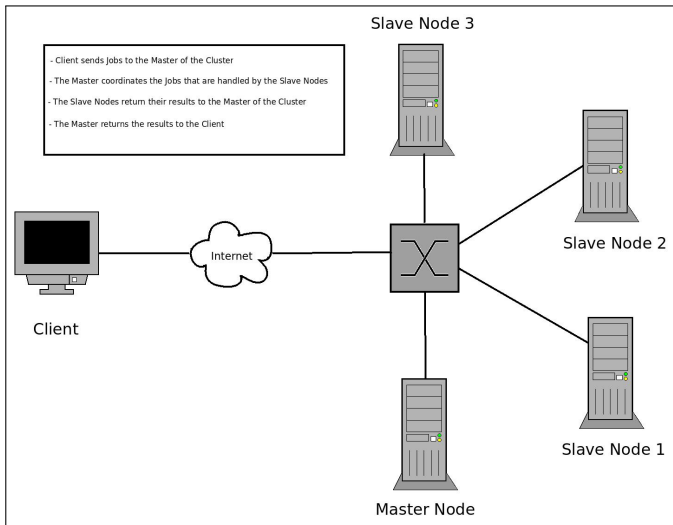 Slave Node 3
- Client sends Jobs to the Master of the Cluster
- The Master coordinates the Jobs that are handled by the Slave Nodes
- The Slave Nodes return their results to the Master of the Cluster
- The Master returns the results to the Client
Slave Node 2
Internet
Client
Slave Node 1
Master Node